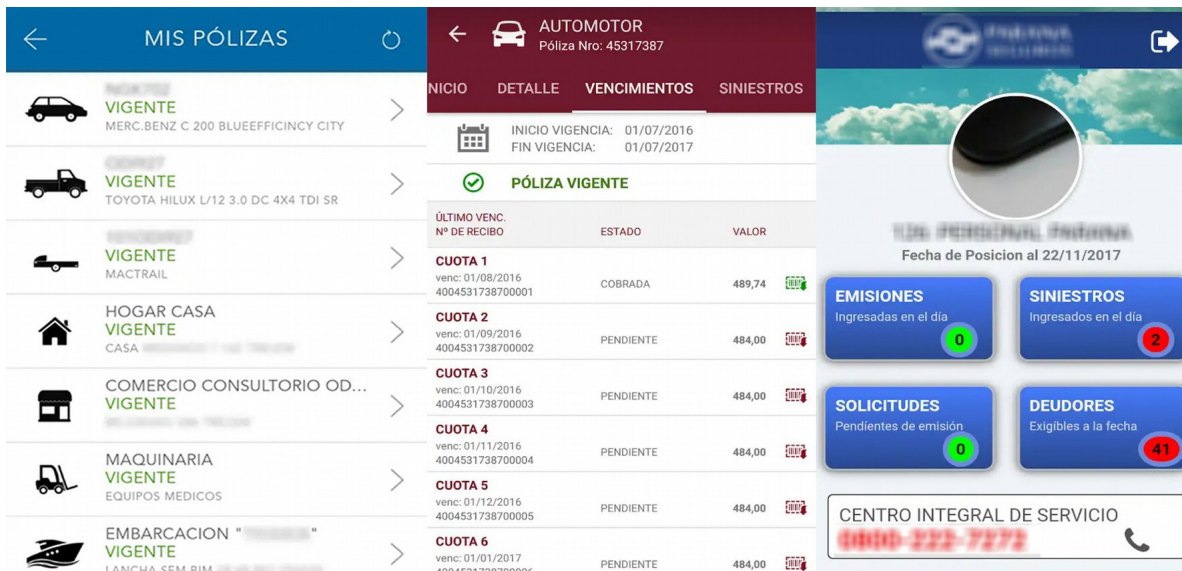 MIS PÓLIZAS
VIGENTE
MERC.BENZ C 200 BLUEEFFICINCY CITY
VIGENTE
TOYOTA HILUX L/12 3.0 DC 4X4 TDI SR
VIGENTE
MACTRAIL
HOGAR CASA
VIGENTE
CASA
COMERCIO CONSULTORIO OD...
VIGENTE
MAQUINARIA
VIGENTE
EQUIPOS MEDICOS
EMBARCACION " "
VIGENTE
LANCHA SEM RIM
AUTOMOTOR
Póliza Nro: 45317387
NICIO DETALLE VENCIMIENTOS SINIESTROS
INICIO VIGENCIA: 01/07/2016
FIN VIGENCIA: 01/07/2017
PÓLIZA VIGENTE
ÚLTIMO VENC.
Nº DE RECIBO ESTADO VALOR
CUOTA 1
venc: 01/08/2016
4004531738700001 COBRADA 489,74
CUOTA 2
venc: 01/09/2016
4004531738700002 PENDIENTE 484,00
CUOTA 3
venc: 01/10/2016
4004531738700003 PENDIENTE 484,00
CUOTA 4
venc: 01/11/2016
4004531738700004 PENDIENTE 484,00
CUOTA 5
venc: 01/12/2016
4004531738700005 PENDIENTE 484,00
CUOTA 6
venc: 01/01/2017
PENDIENTE 484,00
Fecha de Posicion al 22/11/2017
EMISIONES
Ingresadas en el día
0
SINIESTROS
Ingresados en el día
2
SOLICITUDES
Pendientes de emisión
0
DEUDORES
Exigíbles a la fecha
41
CENTRO INTEGRAL DE SERVICIO